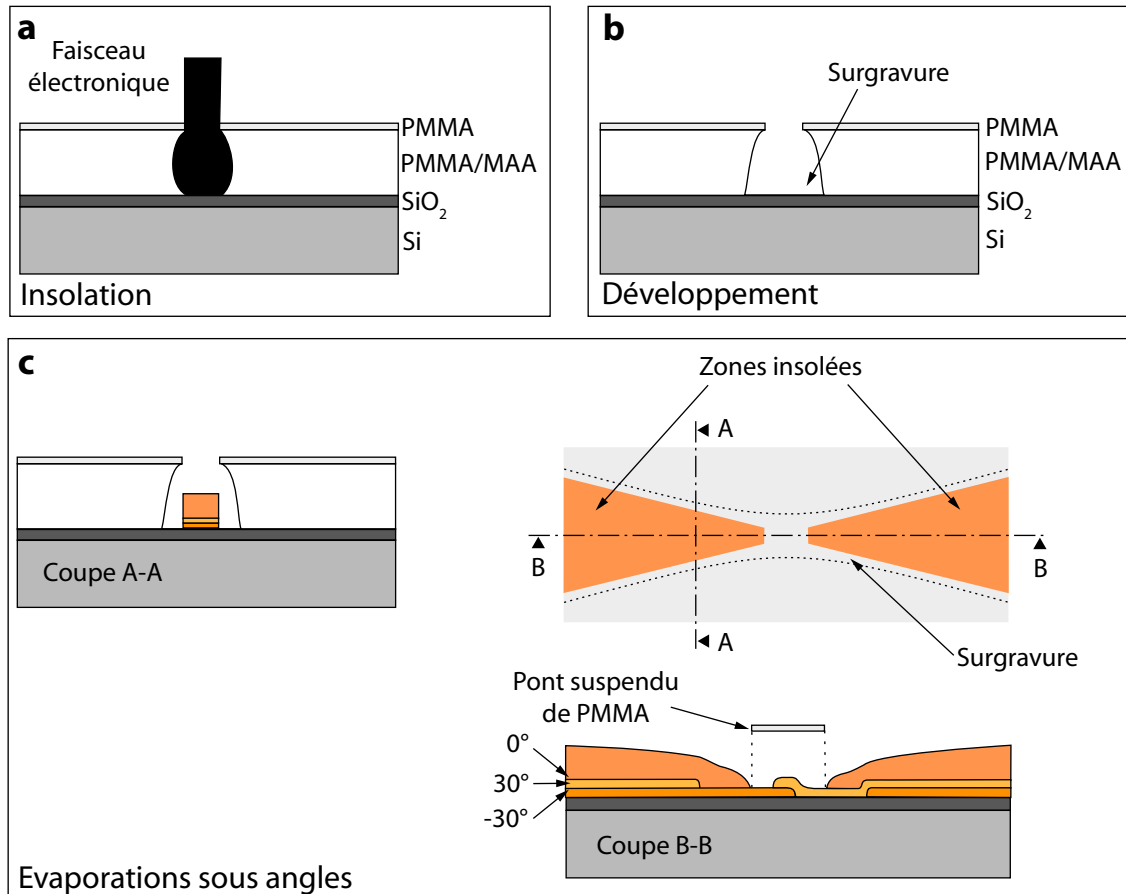 a
Faisceau
électronique
PMMA
PMMA/MAA
SiO2
Si
Insolation
b
Surgravure
PMMA
PMMA/MAA
SiO2
Si
Développement
c
Coupe A-A
Zones insolées
A
B
B
A
Surgravure
Pont suspendu
de PMMA
0°
30°
-30°
Coupe B-B
Evaporations sous angles